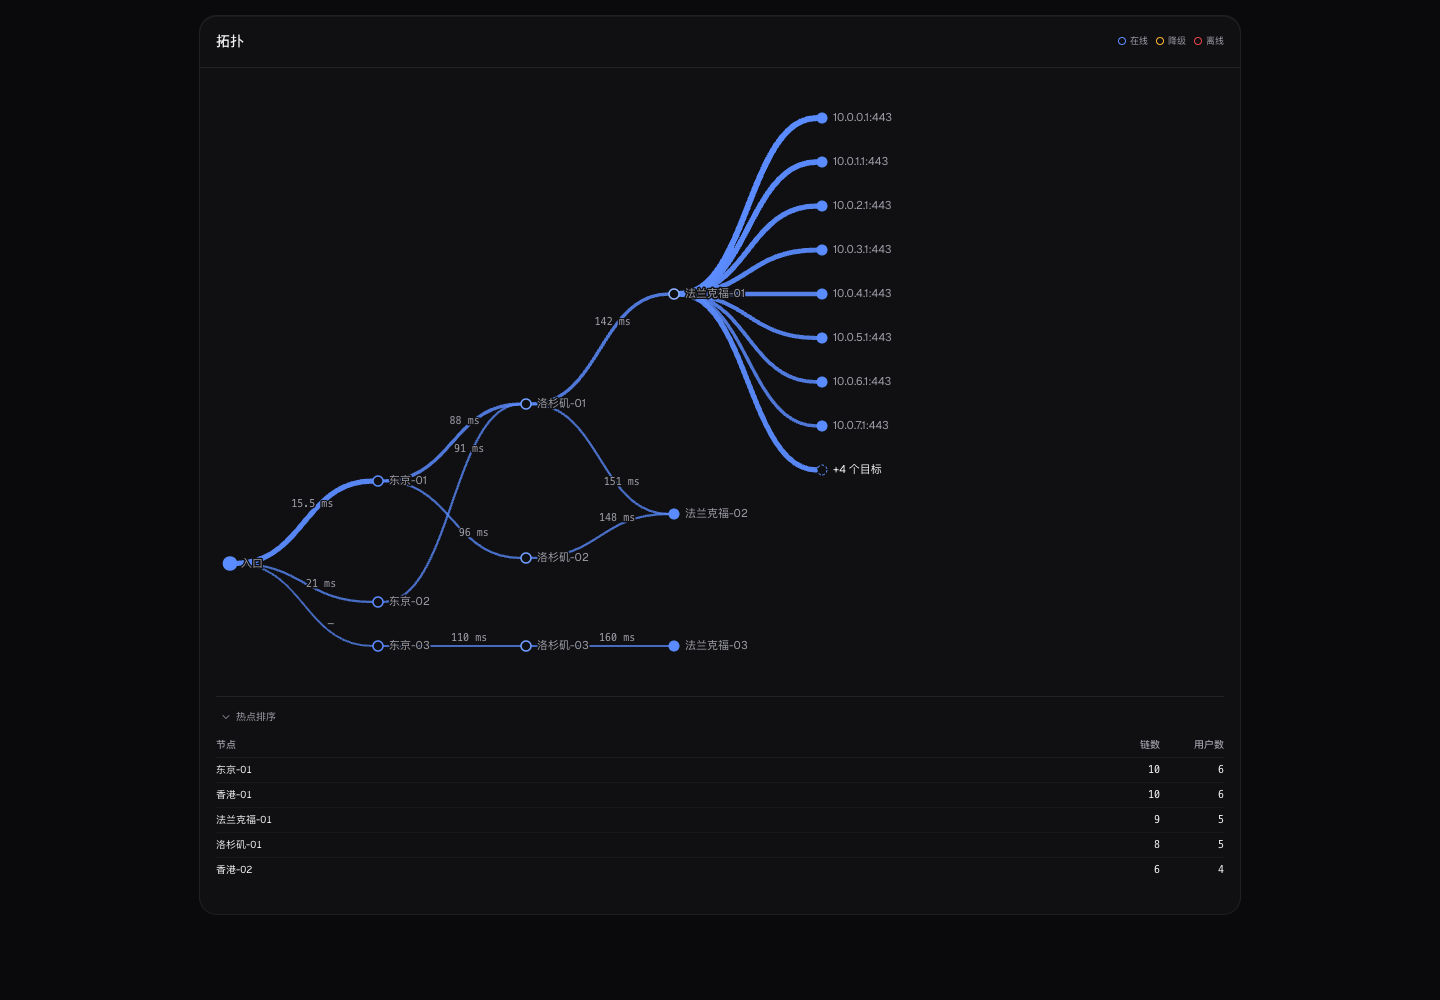 拓扑
在线 降级 离线
10.0.0.1:443
10.0.1.1:443
10.0.2.1:443
10.0.3.1:443
法兰克福-01
10.0.4.1:443
142 ms
10.0.5.1:443
10.0.6.1:443
洛杉矶-01
88 ms
10.0.7.1:443
91 ms
+4 个目标
东京-01
151 ms
15.5 ms
法兰克福-02
148 ms
96 ms
洛杉矶-02
入口
21 ms
东京-02
—
东京-03
110 ms
洛杉矶-03
160 ms
法兰克福-03
热点排序
节点 链数 用户数
东京-01 10 6
香港-01 10 6
法兰克福-01 9 5
洛杉矶-01 8 5
香港-02 6 4